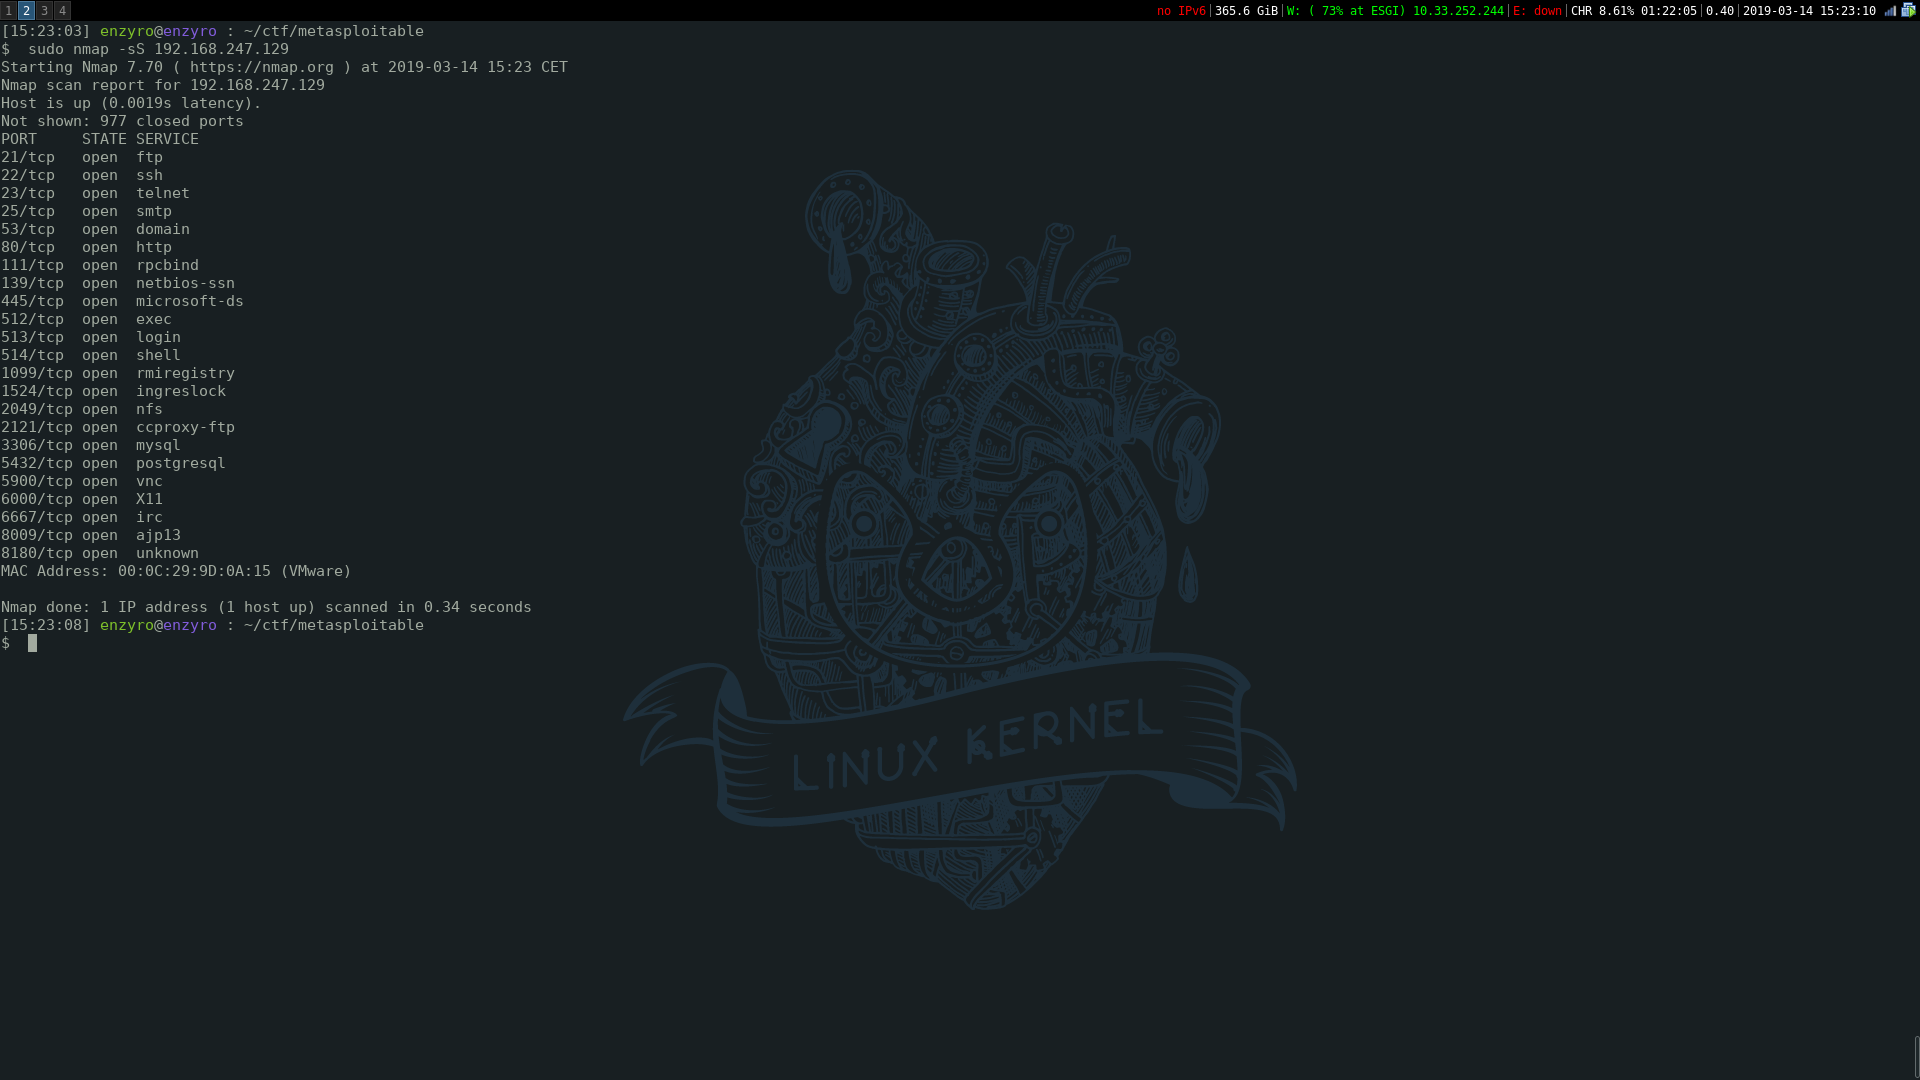 1 2 3 4
no IPv6|365.6 GiB|W: ( 73% at ESGI) 10.33.252.244|E: down|CHR 8.61% 01:22:05|0.40|2019-03-14 15:23:10
[15:23:03] enzyro@enzyro : ~/ctf/metasploitable
$  sudo nmap -sS 192.168.247.129
Starting Nmap 7.70 ( https://nmap.org ) at 2019-03-14 15:23 CET
Nmap scan report for 192.168.247.129
Host is up (0.0019s latency).
Not shown: 977 closed ports
PORT     STATE SERVICE
21/tcp   open  ftp
22/tcp   open  ssh
23/tcp   open  telnet
25/tcp   open  smtp
53/tcp   open  domain
80/tcp   open  http
111/tcp  open  rpcbind
139/tcp  open  netbios-ssn
445/tcp  open  microsoft-ds
512/tcp  open  exec
513/tcp  open  login
514/tcp  open  shell
1099/tcp open  rmiregistry
1524/tcp open  ingreslock
2049/tcp open  nfs
2121/tcp open  ccproxy-ftp
3306/tcp open  mysql
5432/tcp open  postgresql
5900/tcp open  vnc
6000/tcp open  X11
6667/tcp open  irc
8009/tcp open  ajp13
8180/tcp open  unknown
MAC Address: 00:0C:29:9D:0A:15 (VMware)
Nmap done: 1 IP address (1 host up) scanned in 0.34 seconds
[15:23:08] enzyro@enzyro : ~/ctf/metasploitable
$
LINUX KERNEL